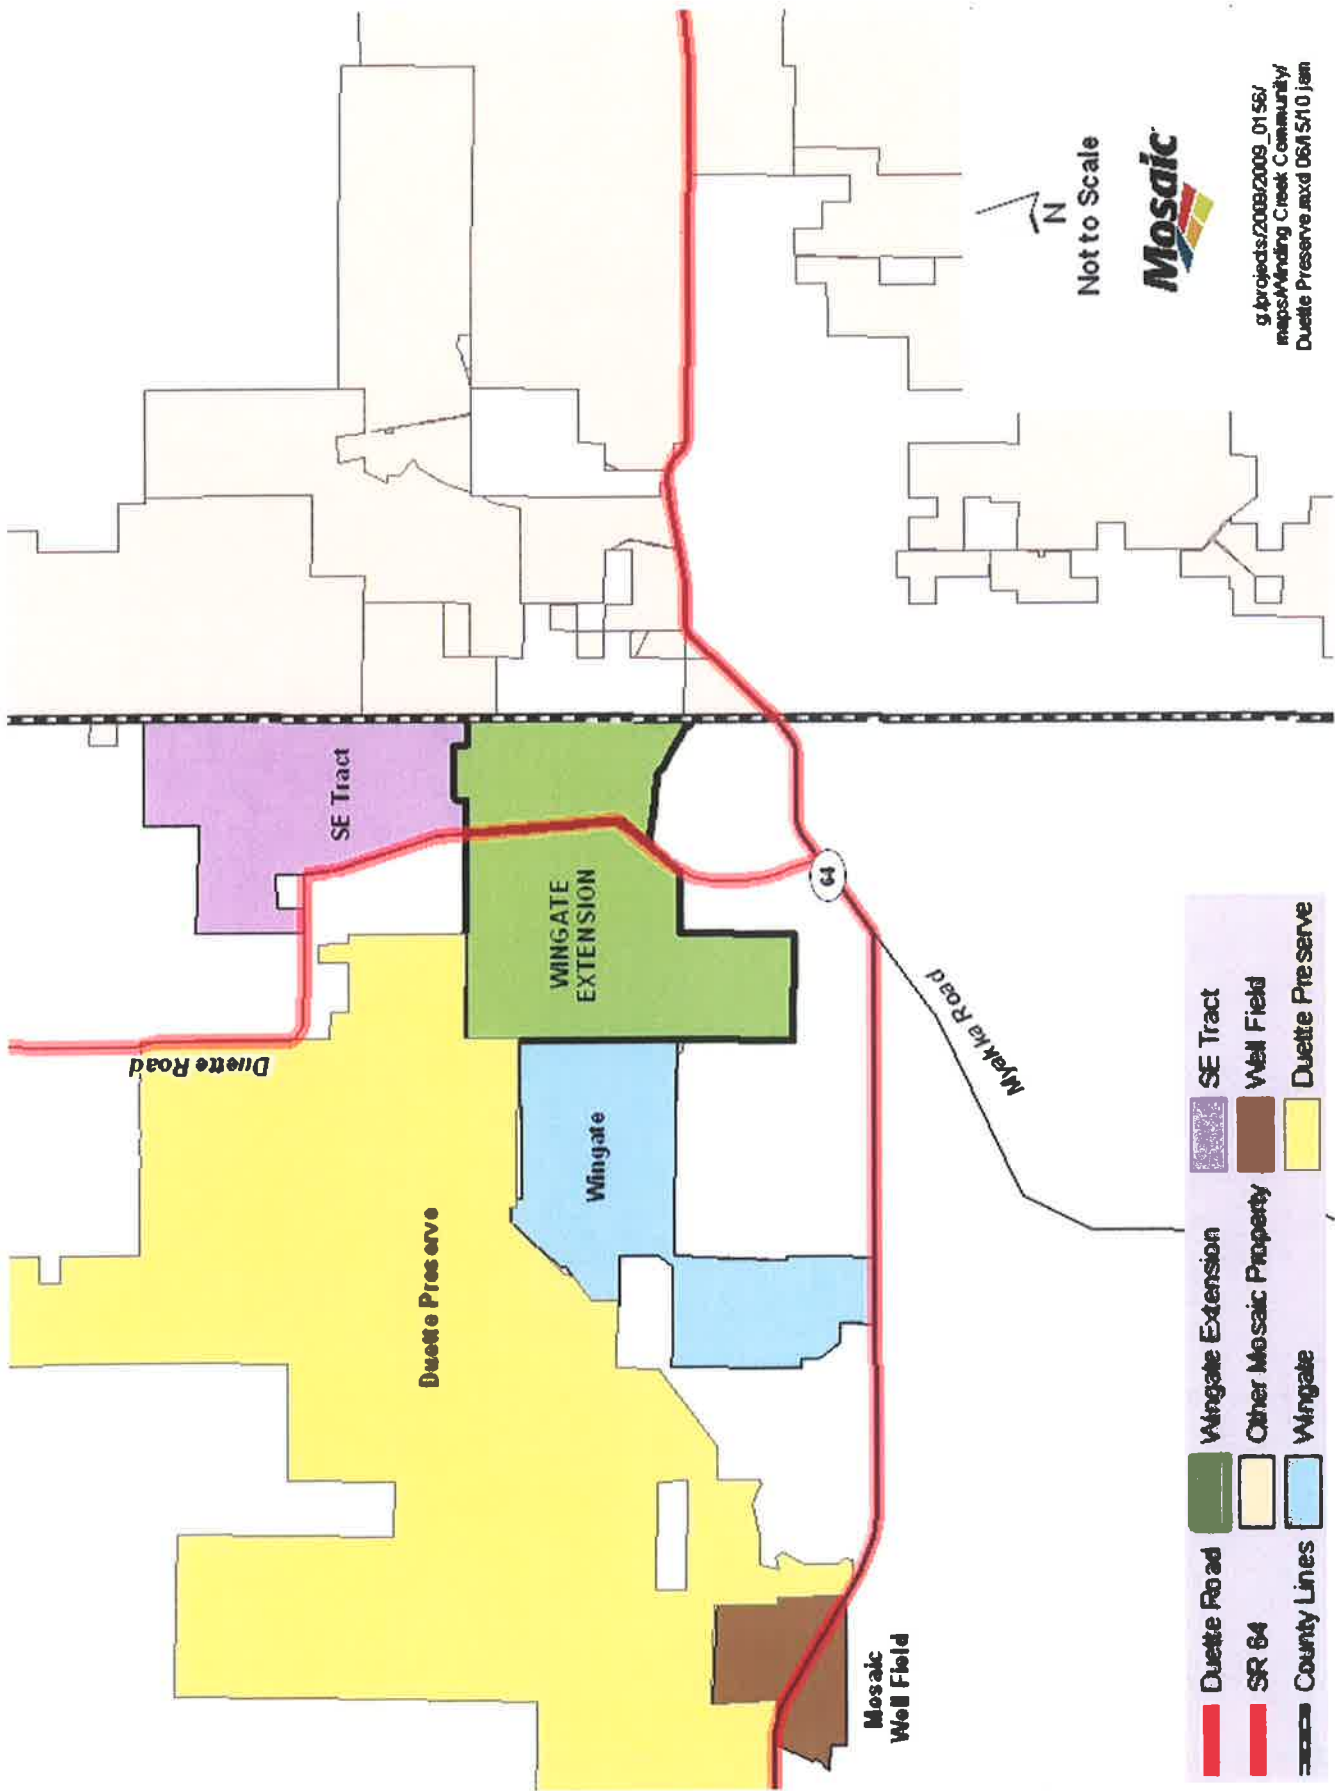 SE Tract
WINGATE
EXTENSION
Duette Road
Wingate
Duette Preserve
64
Myakka Road
Mosaic
Well Field
N
Not to Scale
Mosaic
g:/projects/2009/2009_0156/
maps/Winding Creek Community/
Duette Preserve.mxd 06/15/10 jam
Duette Road
Wingate Extension
SE Tract
SR 64
Other Mosaic Property
Well Field
County Lines
Wingate
Duette Preserve